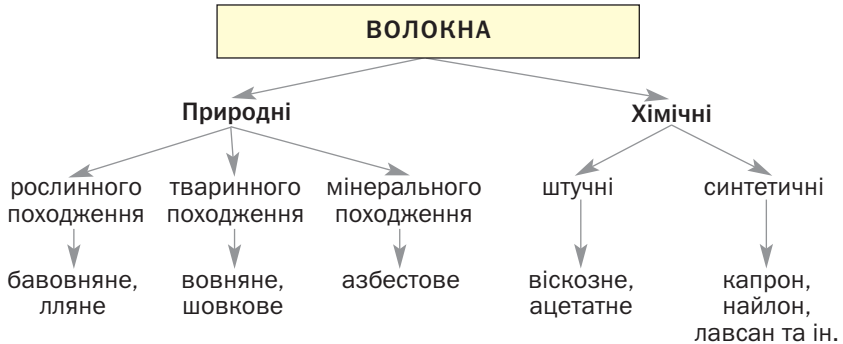 ВОЛОКНА
Природні
Хімічні
рослинного
походження
тваринного
походження
мінерального
походження
штучні
синтетичні
бавовняне,
лляне
вовняне,
шовкове
азбестове
віскозне,
ацетатне
капрон,
найлон,
лавсан та ін.